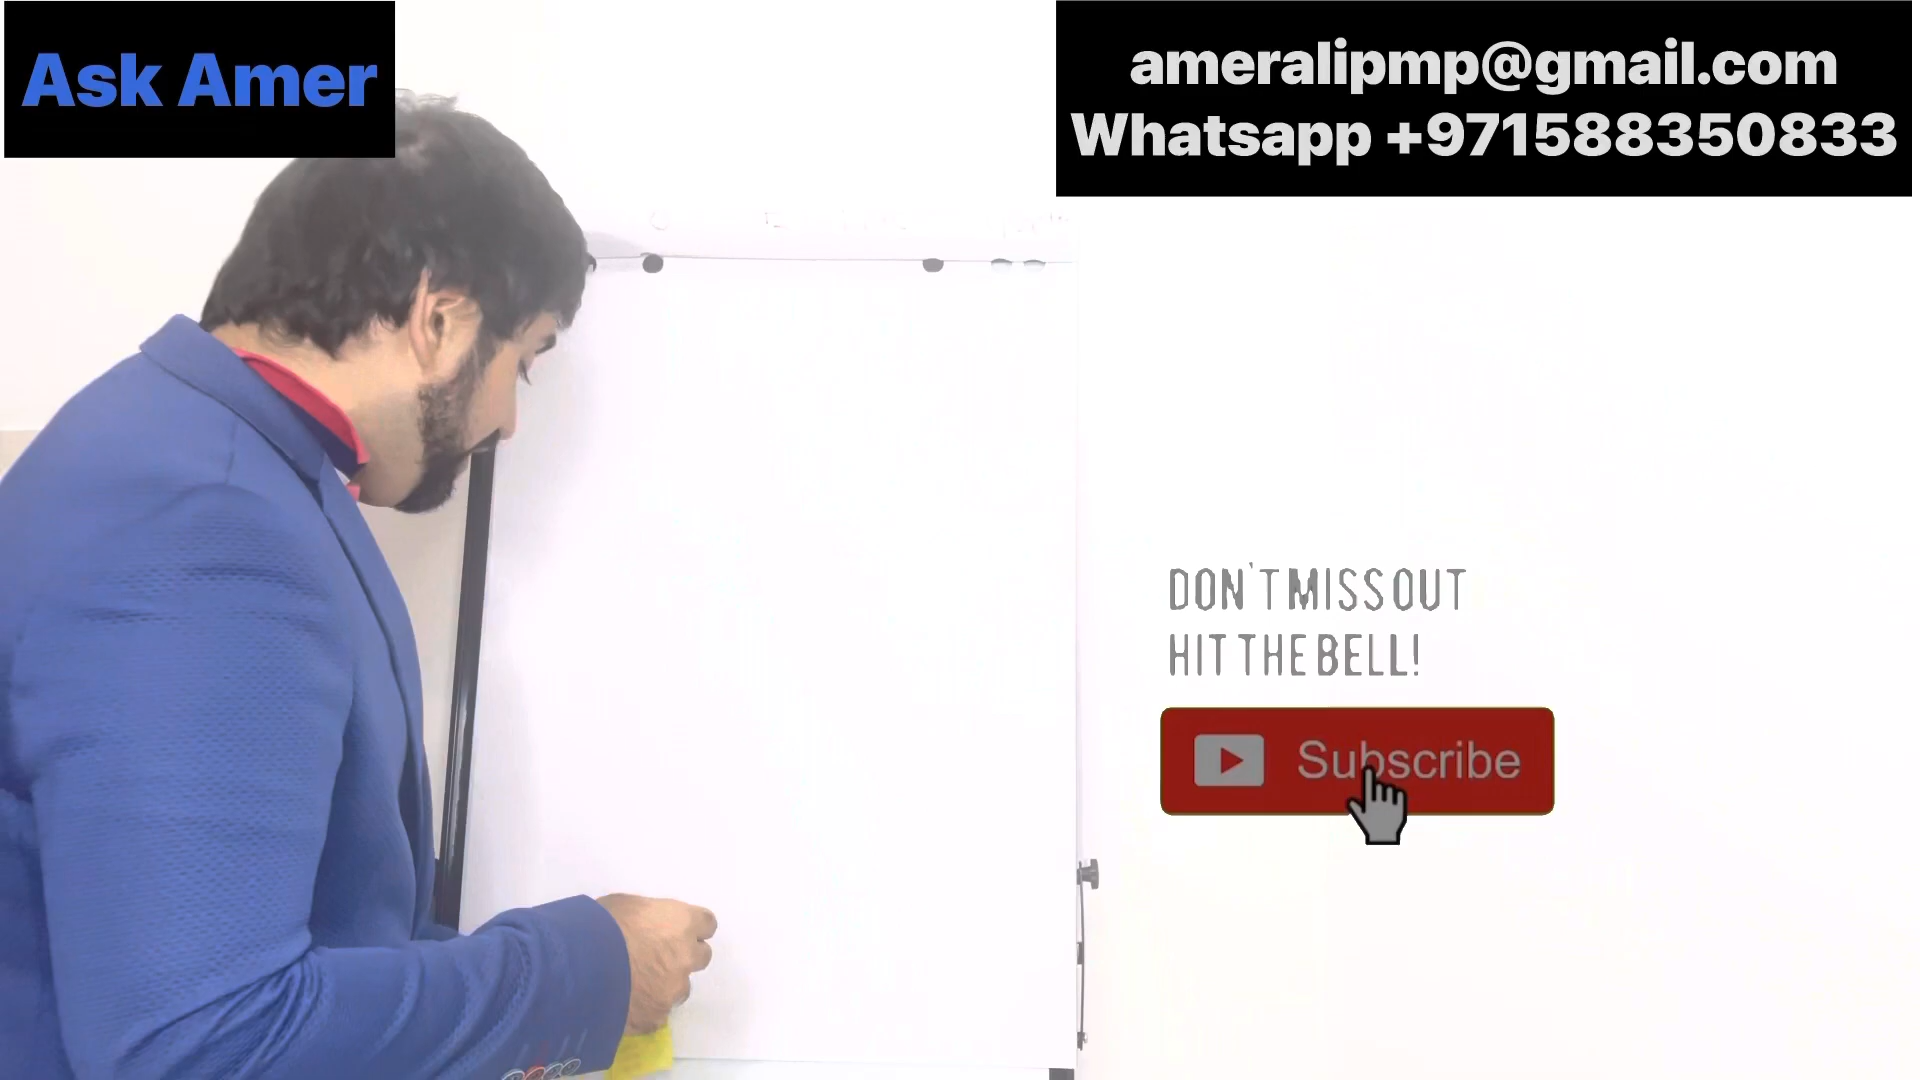 Ask Amer
ameralipmp@gmail.com
Whatsapp +971588350833
DON'T MISS OUT
HIT THE BELL!
Subscribe